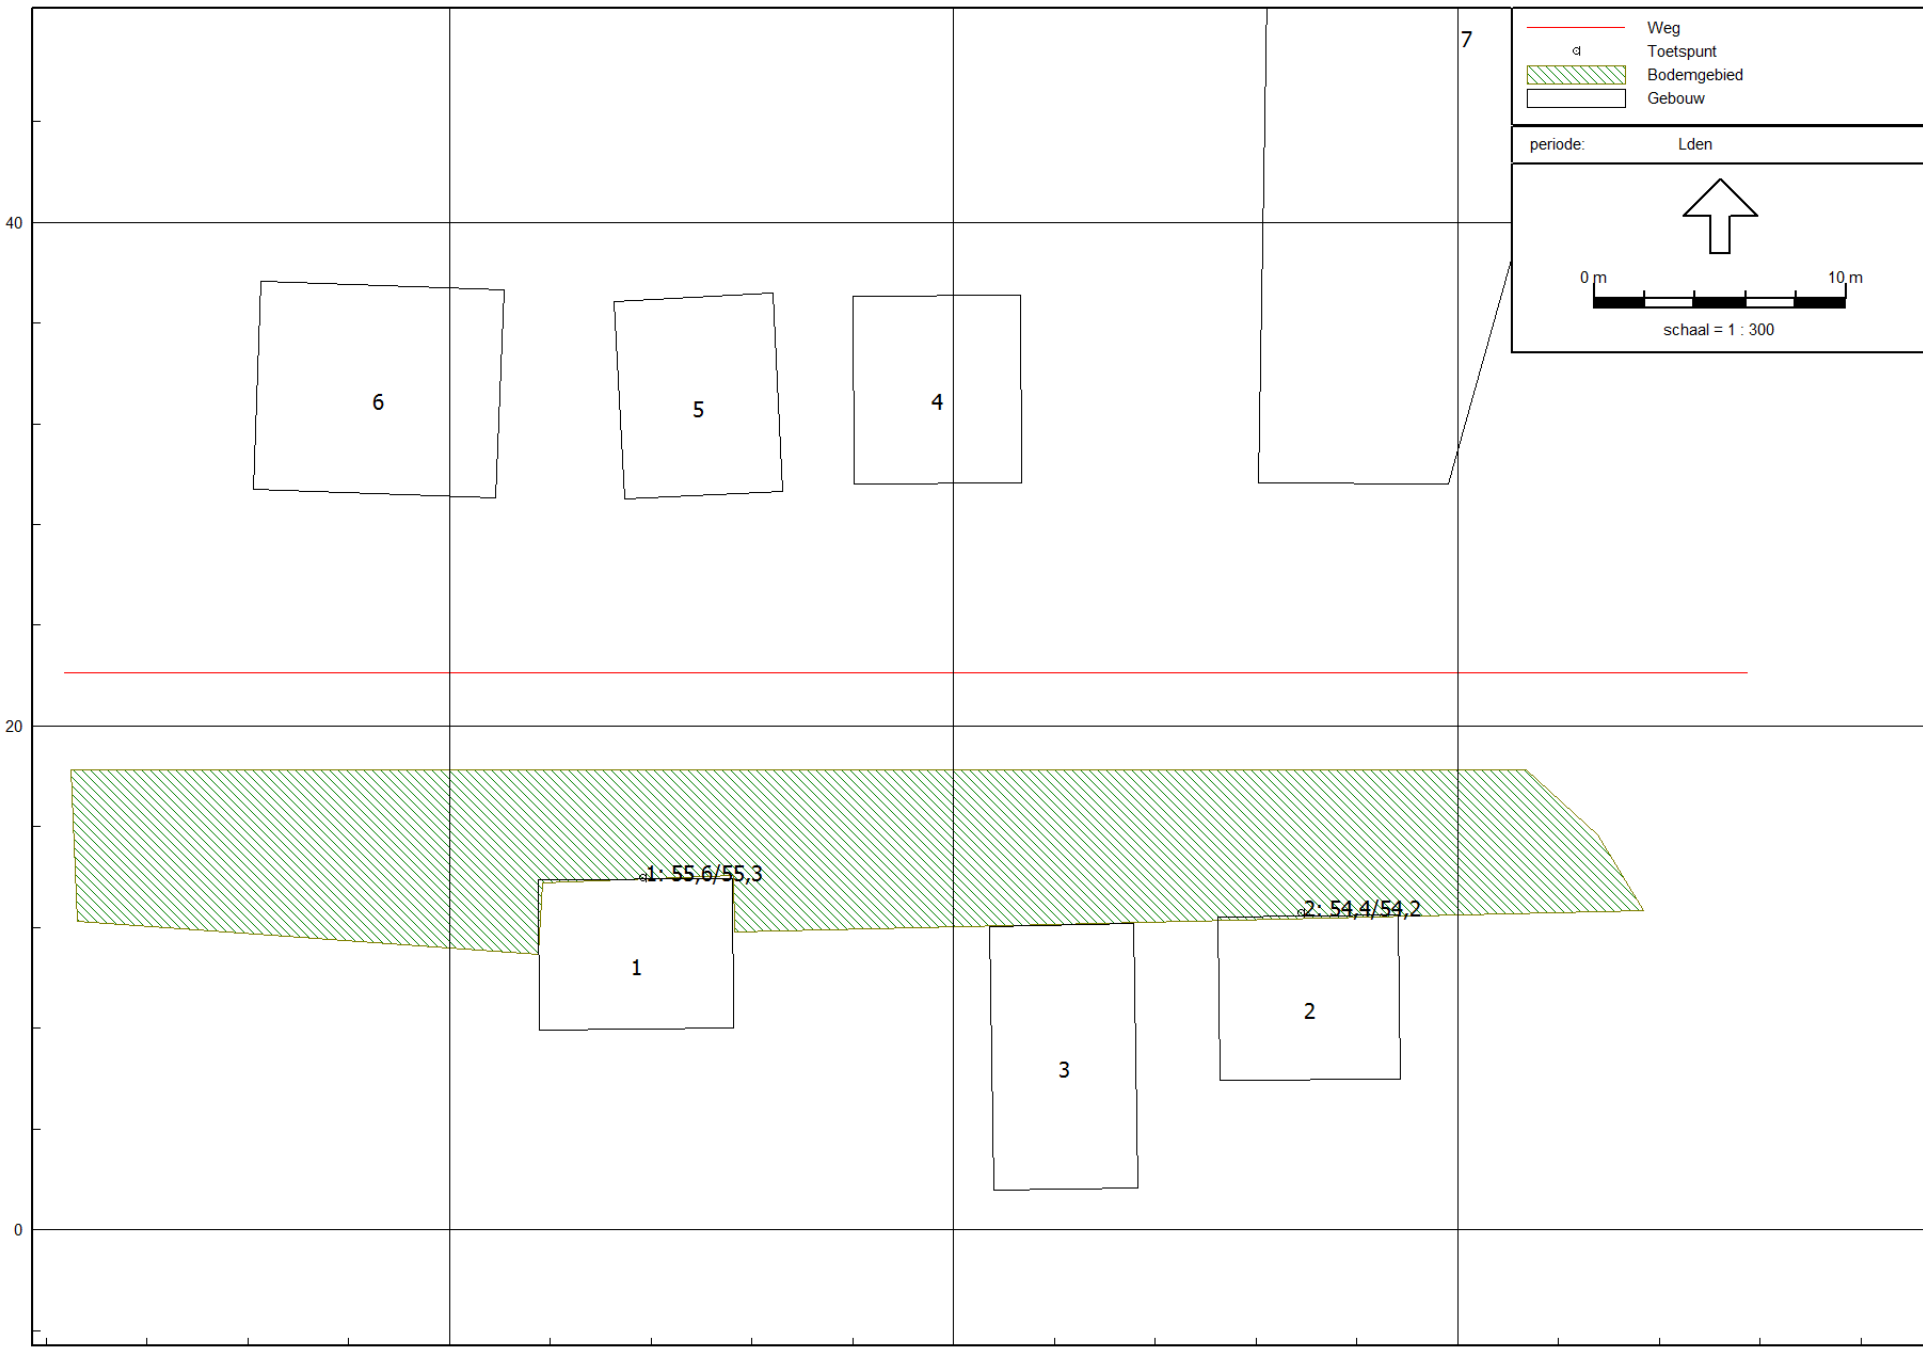 7
Weg
Toetspunt
Bodemgebied
Gebouw
periode: Lden
0 m 10 m
schaal = 1 : 300
40
6
5
4
20
1: 55,6/55,3
2: 54,4/54,2
1
2
3
0